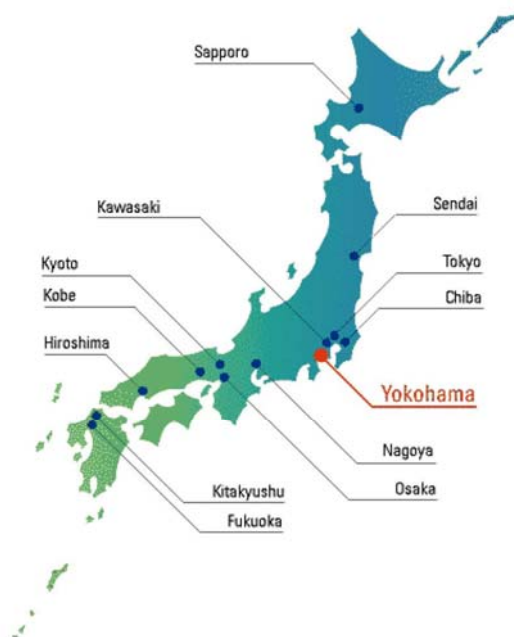 Sapporo
Kawasaki
Sendai
Kyoto
Tokyo
Kobe
Chiba
Hiroshima
Yokohama
Nagoya
Kitakyushu
Osaka
Fukuoka